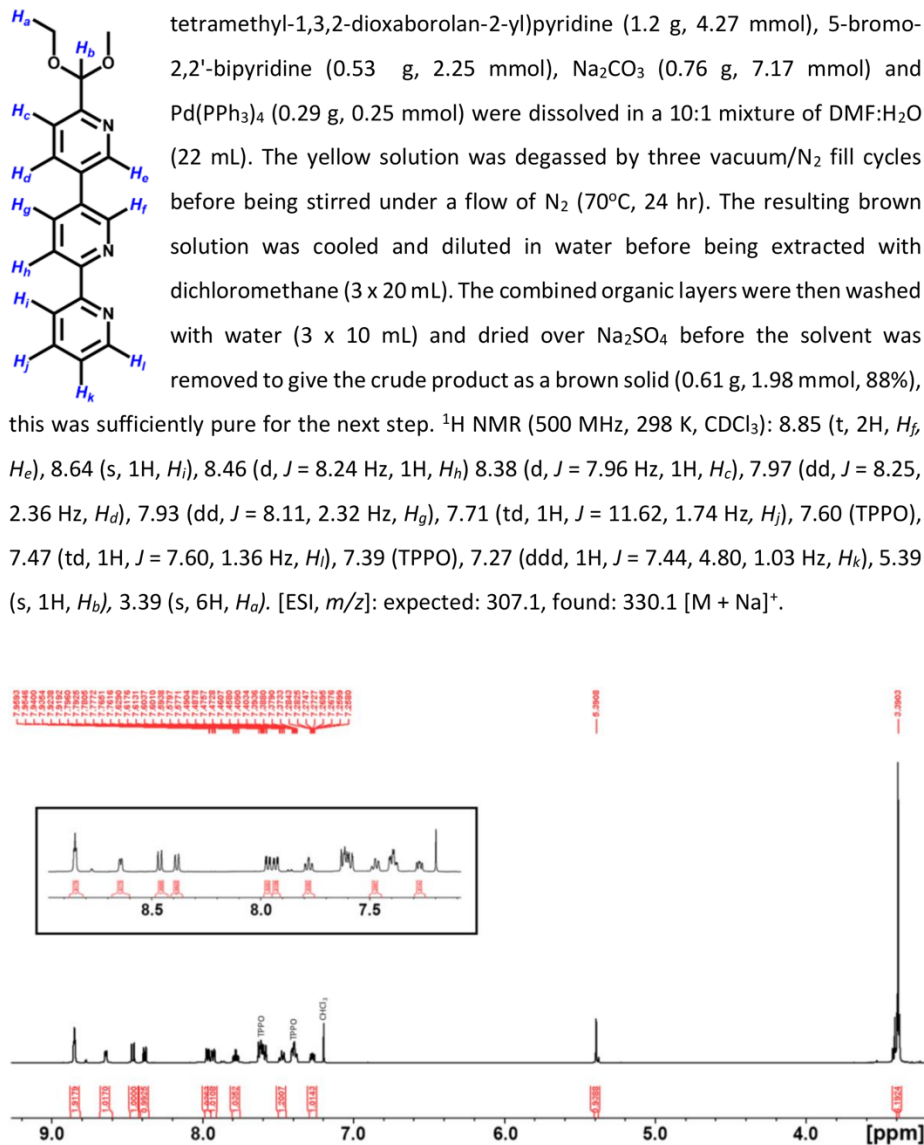 tetramethyl-1,3,2-dioxaborolan-2-yl)pyridine (1.2 g, 4.27 mmol), 5-bromo-
2,2'-bipyridine (0.53 g, 2.25 mmol), Na₂CO₃ (0.76 g, 7.17 mmol) and
Pd(PPh₃)₄ (0.29 g, 0.25 mmol) were dissolved in a 10:1 mixture of DMF:H₂O
(22 mL). The yellow solution was degassed by three vacuum/N₂ fill cycles
before being stirred under a flow of N₂ (70°C, 24 hr). The resulting brown
solution was cooled and diluted in water before being extracted with
dichloromethane (3 x 20 mL). The combined organic layers were then washed
with water (3 x 10 mL) and dried over Na₂SO₄ before the solvent was
removed to give the crude product as a brown solid (0.61 g, 1.98 mmol, 88%),
this was sufficiently pure for the next step. ¹H NMR (500 MHz, 298 K, CDCl₃): 8.85 (t, 2H, Hf,
He), 8.64 (s, 1H, Hi), 8.46 (d, J = 8.24 Hz, 1H, Hh) 8.38 (d, J = 7.96 Hz, 1H, Hc), 7.97 (dd, J = 8.25,
2.36 Hz, Hd), 7.93 (dd, J = 8.11, 2.32 Hz, Hg), 7.71 (td, 1H, J = 11.62, 1.74 Hz, Hj), 7.60 (TPPO),
7.47 (td, 1H, J = 7.60, 1.36 Hz, Hl), 7.39 (TPPO), 7.27 (ddd, 1H, J = 7.44, 4.80, 1.03 Hz, Hk), 5.39
(s, 1H, Hb), 3.39 (s, 6H, Ha). [ESI, m/z]: expected: 307.1, found: 330.1 [M + Na]⁺.
Ha
Hb
O O
Hc
N
Hd
He
Hg
Hf
Hh
N
Hi
N
Hj
Hl
Hk
5.3908
3.3903
8.5 8.0 7.5
TPPO
TPPO
CHCl₃
1.9179
1.0170
1.0000
1.0143
9.0 8.0 7.0 6.0 5.0 4.0 [ppm]